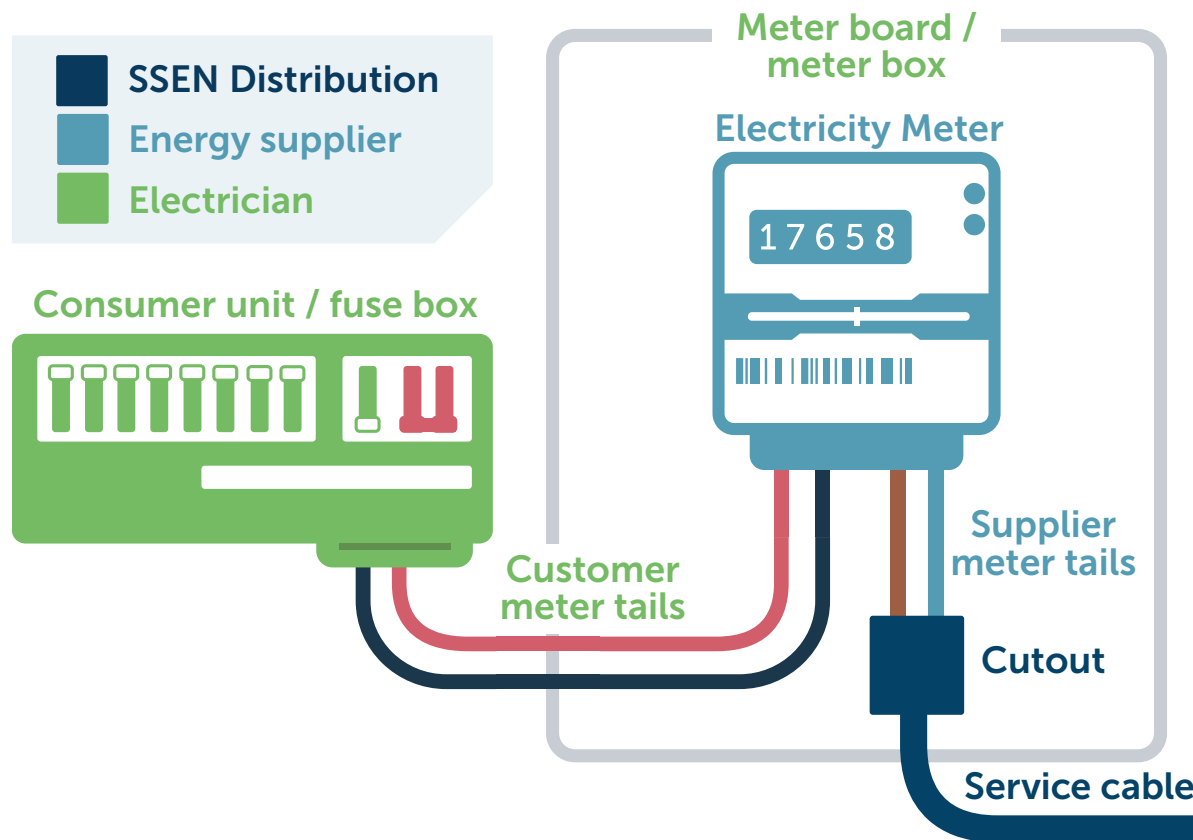 SSEN Distribution
Energy supplier
Electrician
Meter board /
meter box
Electricity Meter
17658
Consumer unit / fuse box
Customer
meter tails
Supplier
meter tails
Cutout
Service cable